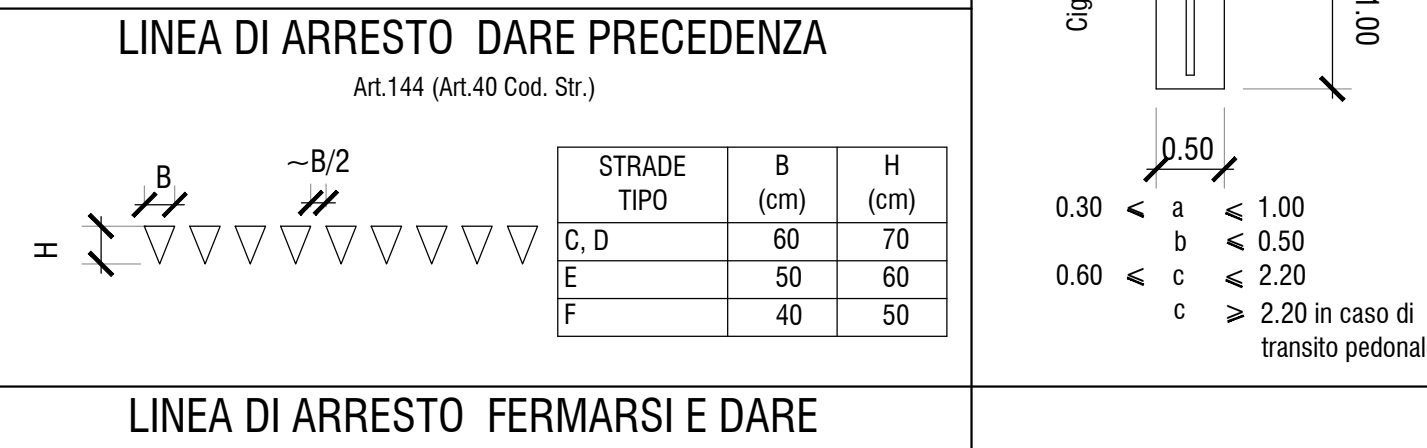 LINEA DI ARRESTO DARE PRECEDENZA
Art.144 (Art.40 Cod. Str.)
B
~B/2
H
STRADE TIPO B (cm) H (cm)
C, D 60 70
E 50 60
F 40 50
LINEA DI ARRESTO FERMARSI E DARE
Cig
1.00
0.50
0.30 ⩽ a ⩽ 1.00
b ⩽ 0.50
0.60 ⩽ c ⩽ 2.20
c ⩾ 2.20 in caso di
transito pedonal